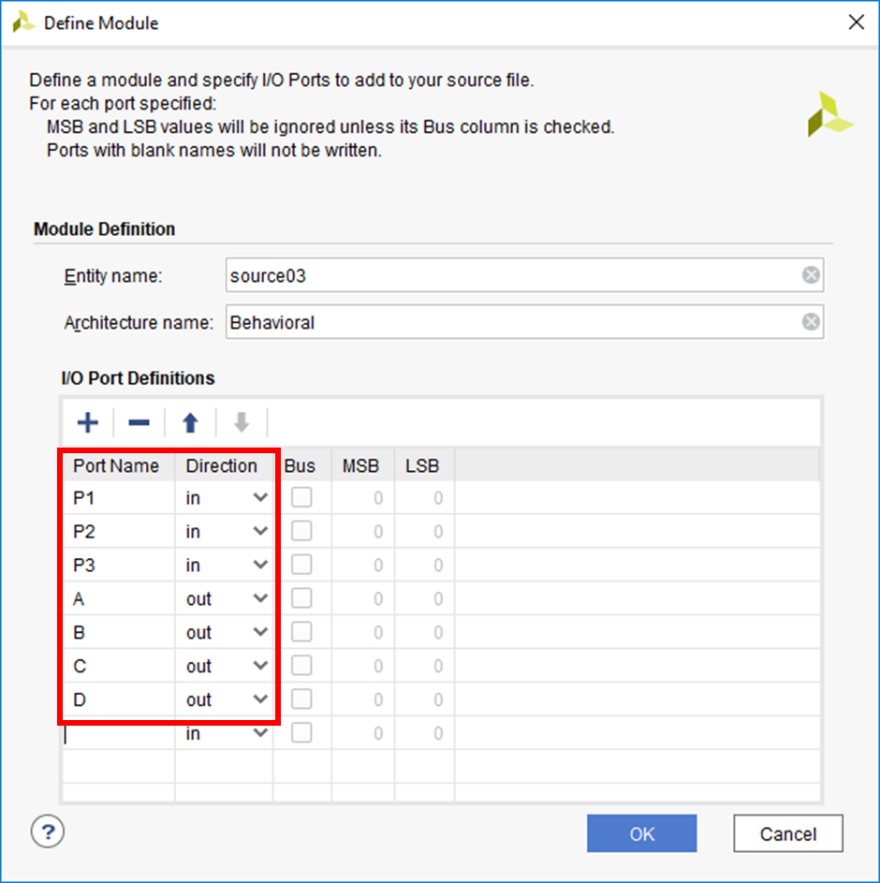 Define Module
Define a module and specify I/O Ports to add to your source file.
For each port specified:
MSB and LSB values will be ignored unless its Bus column is checked.
Ports with blank names will not be written.
Module Definition
Entity name: source03
Architecture name: Behavioral
I/O Port Definitions
Port Name Direction Bus MSB LSB
P1 in 0 0
P2 in 0 0
P3 in 0 0
A out 0 0
B out 0 0
C out 0 0
D out 0 0
in 0 0
? OK Cancel